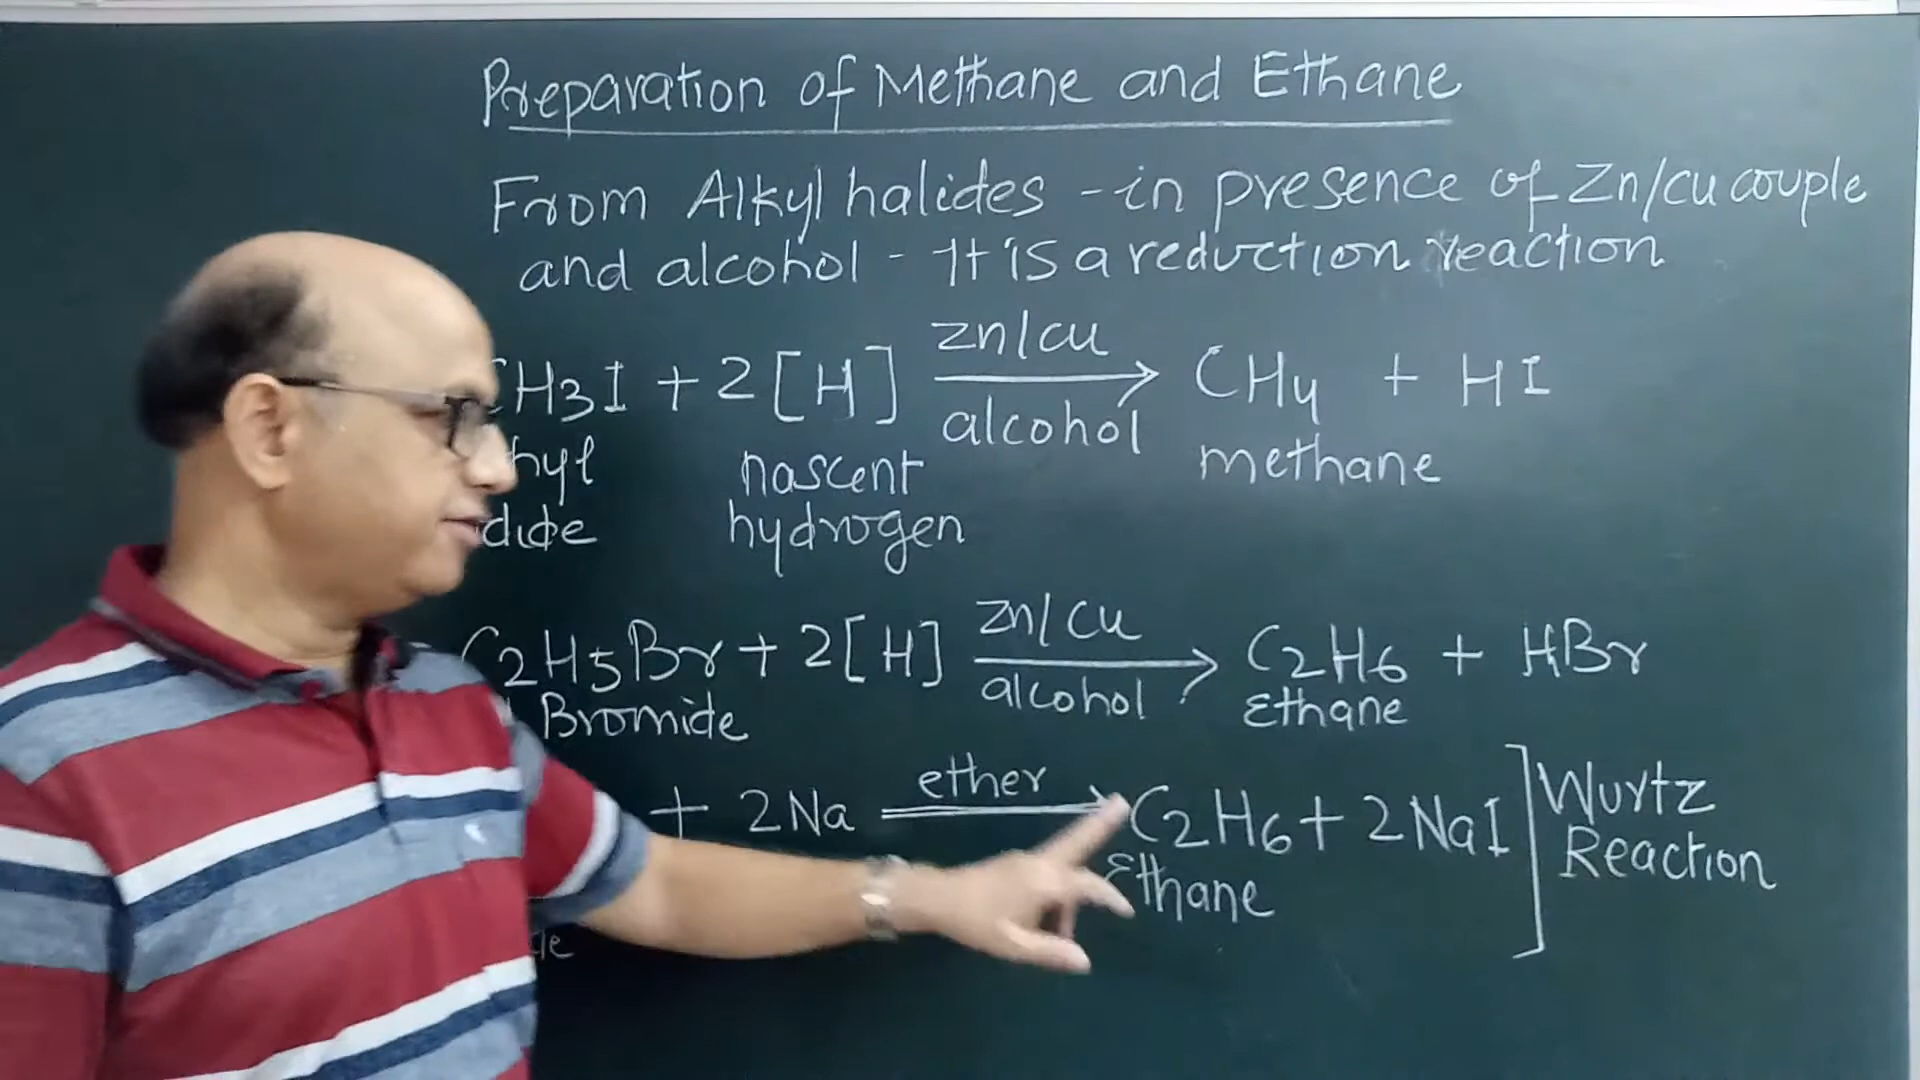 Preparation of Methane and Ethane
From Alkyl halides - in presence of Zn/cu couple
and alcohol - It is a reduction reaction
Zn/cu
H3I + 2 [H] → CH4 + HI
alcohol
hyl nascent methane
dide hydrogen
Zn/cu
C2H5Br + 2[H] → C2H6 + HBr
alcohol
Bromide Ethane
ether
+ 2Na → C2H6 + 2NaI ] Wurtz
Reaction
Ethane
de